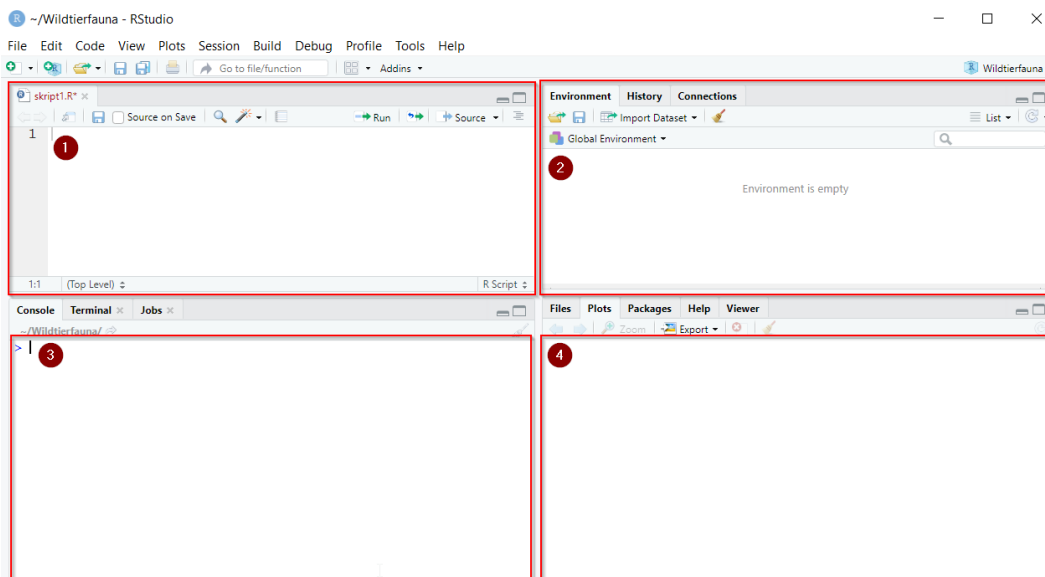 R ~/Wildtierfauna - RStudio
File Edit Code View Plots Session Build Debug Profile Tools Help
R Go to file/function Addins R Wildtierfauna
skript1.R*
Source on Save Run Source
1
1
1:1 (Top Level) R Script
Environment History Connections
Import Dataset List
Global Environment
2
Environment is empty
Console Terminal Jobs
~/Wildtierfauna/
>
3
Files Plots Packages Help Viewer
Zoom Export
4